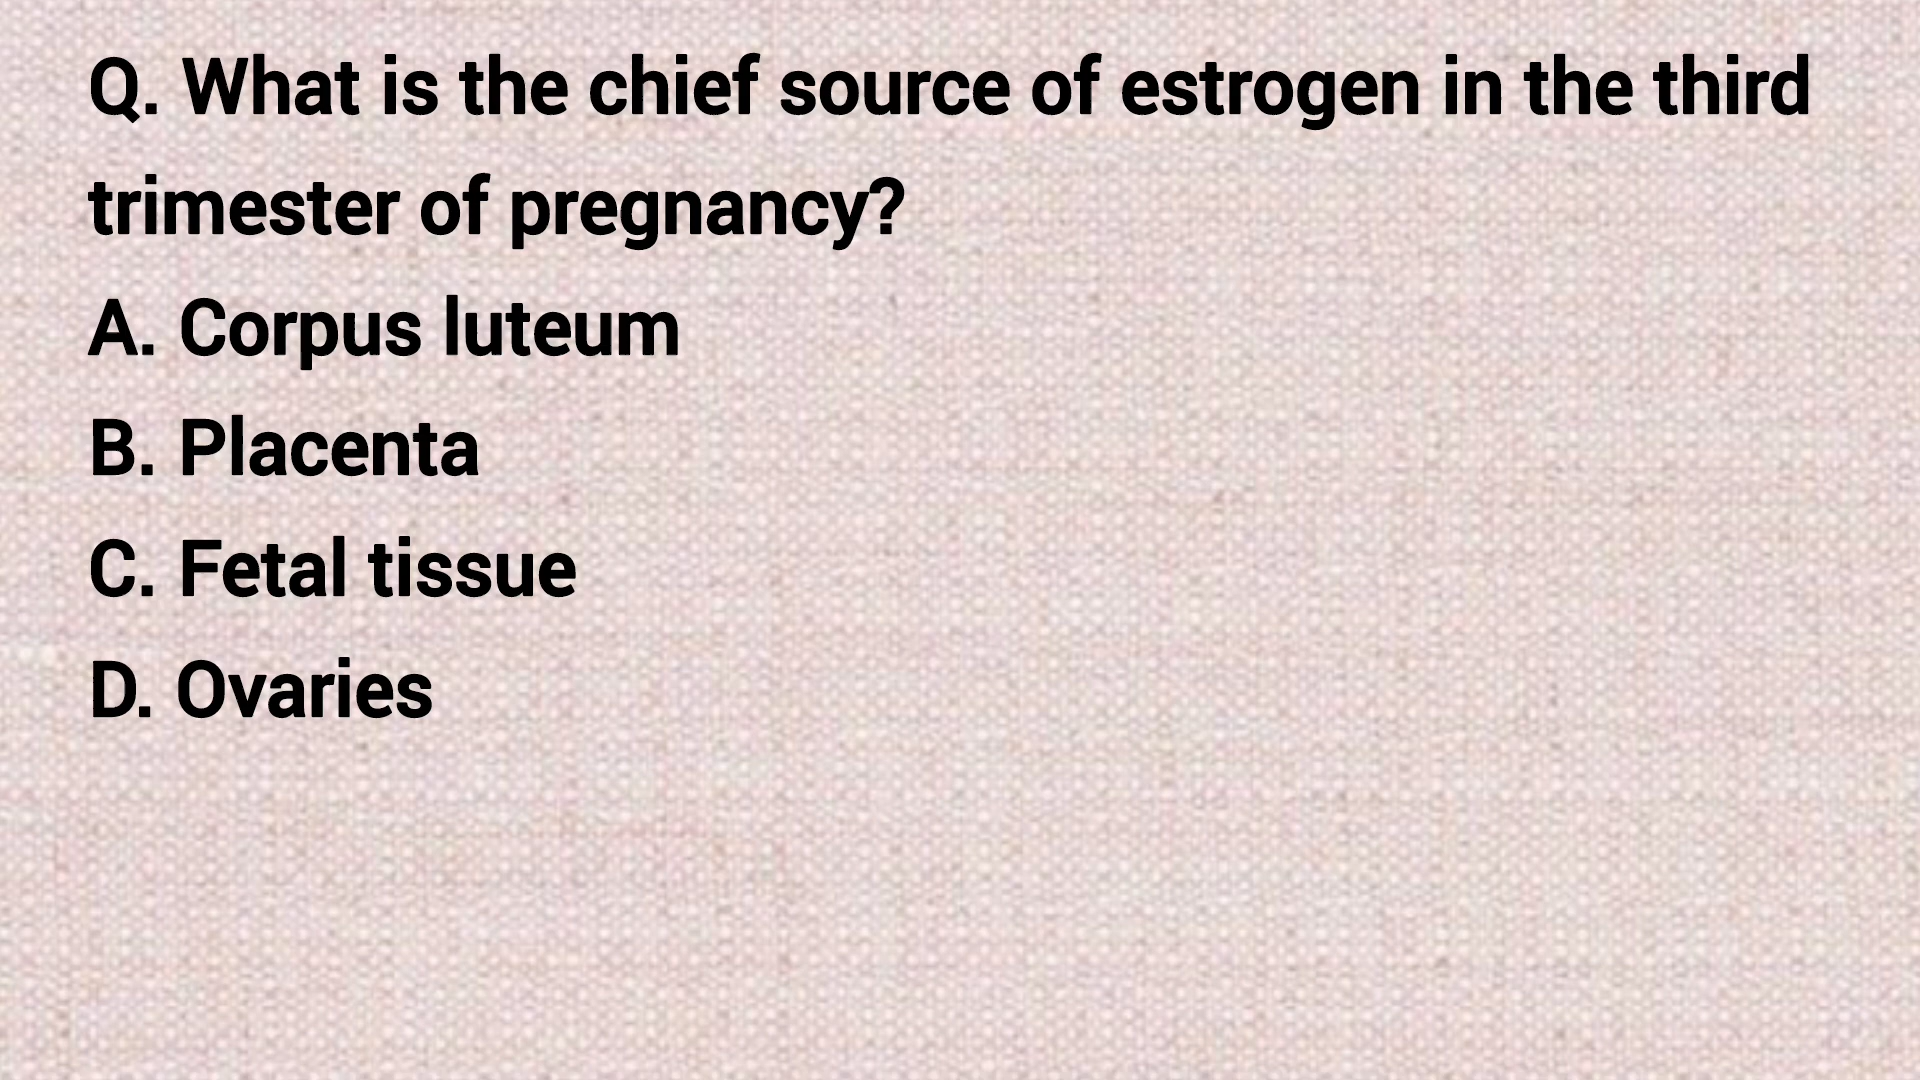 Q. What is the chief source of estrogen in the third
trimester of pregnancy?
A. Corpus luteum
B. Placenta
C. Fetal tissue
D. Ovaries